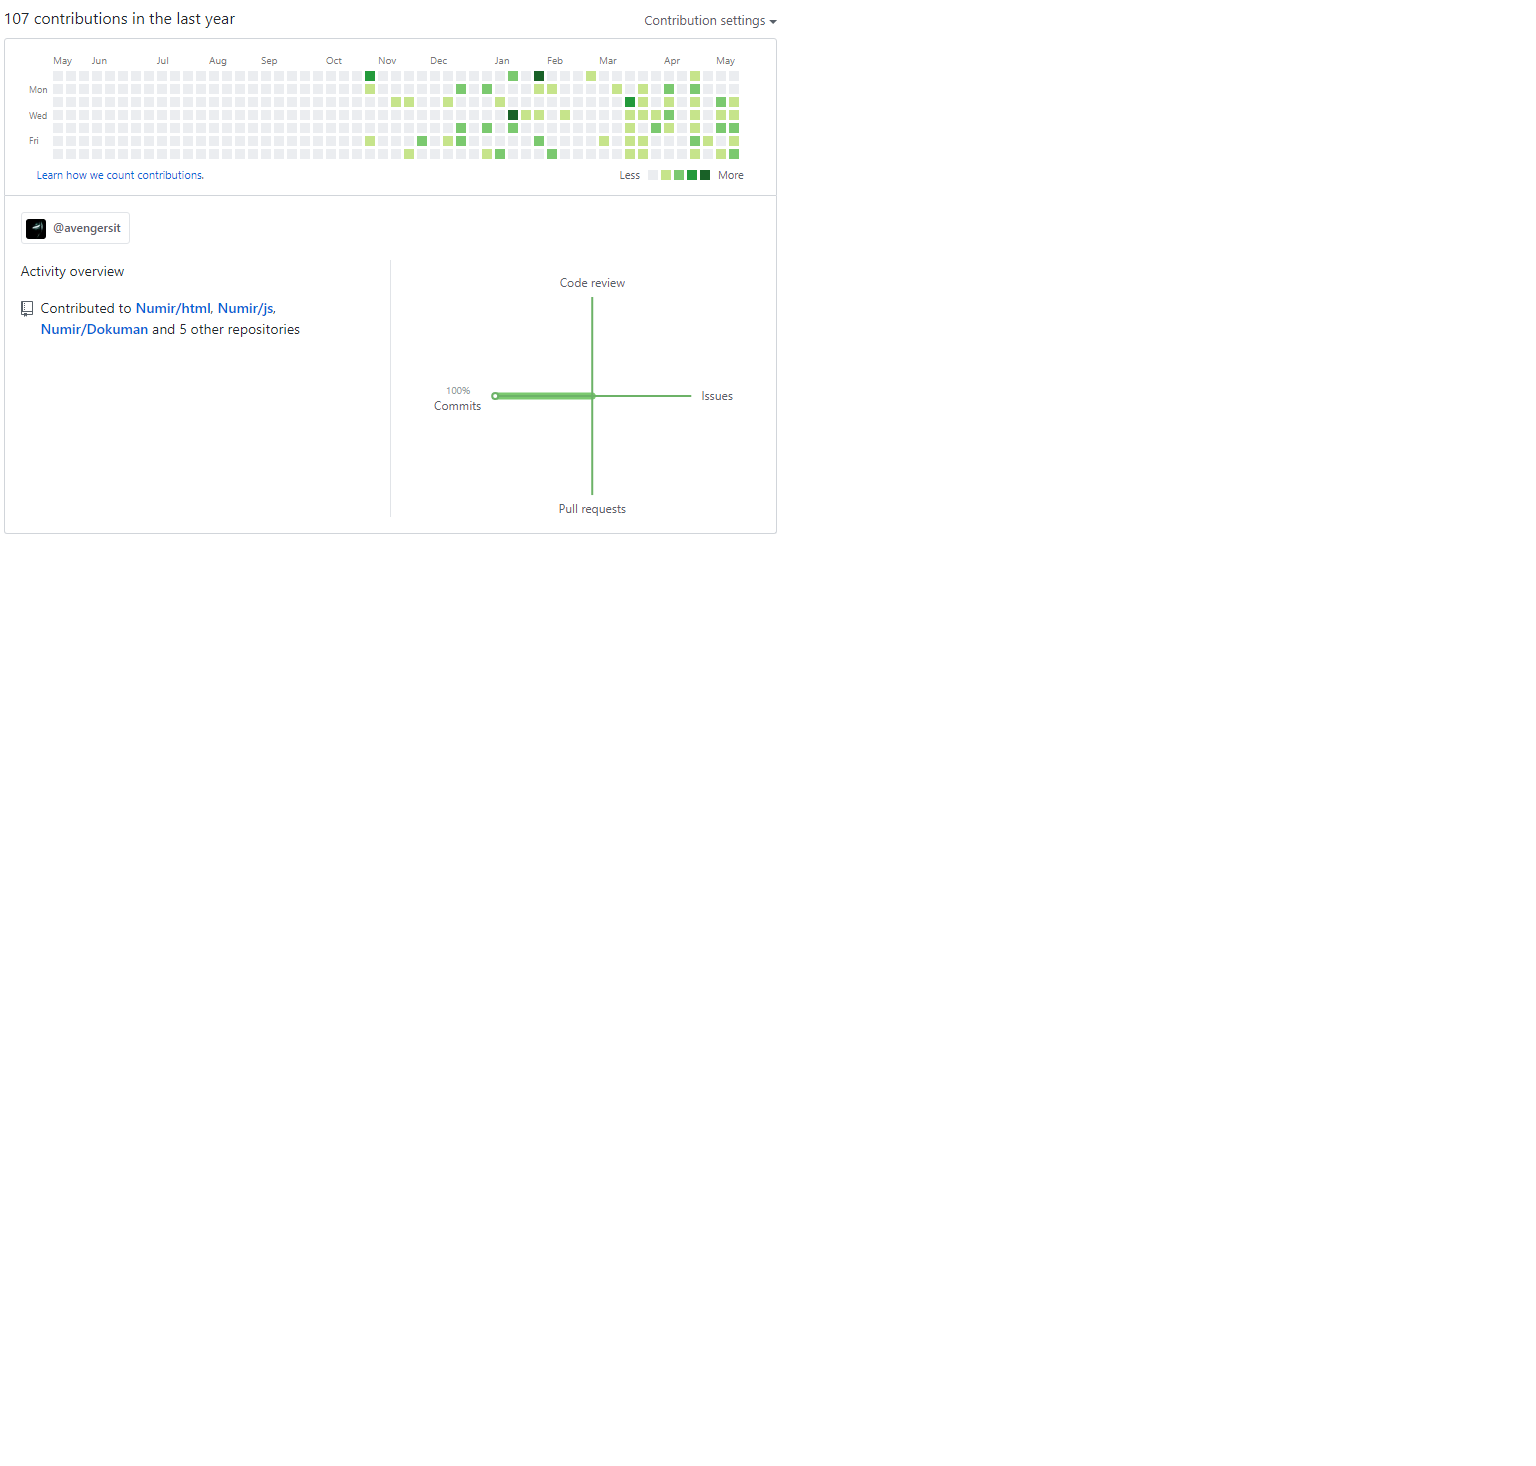 107 contributions in the last year
Contribution settings
May Jun Jul Aug Sep Oct Nov Dec Jan Feb Mar Apr May
Mon
Wed
Fri
Learn how we count contributions.
Less More
@avengersit
Activity overview
Contributed to Numir/html, Numir/js,
Numir/Dokuman and 5 other repositories
Code review
100%
Commits
Issues
Pull requests